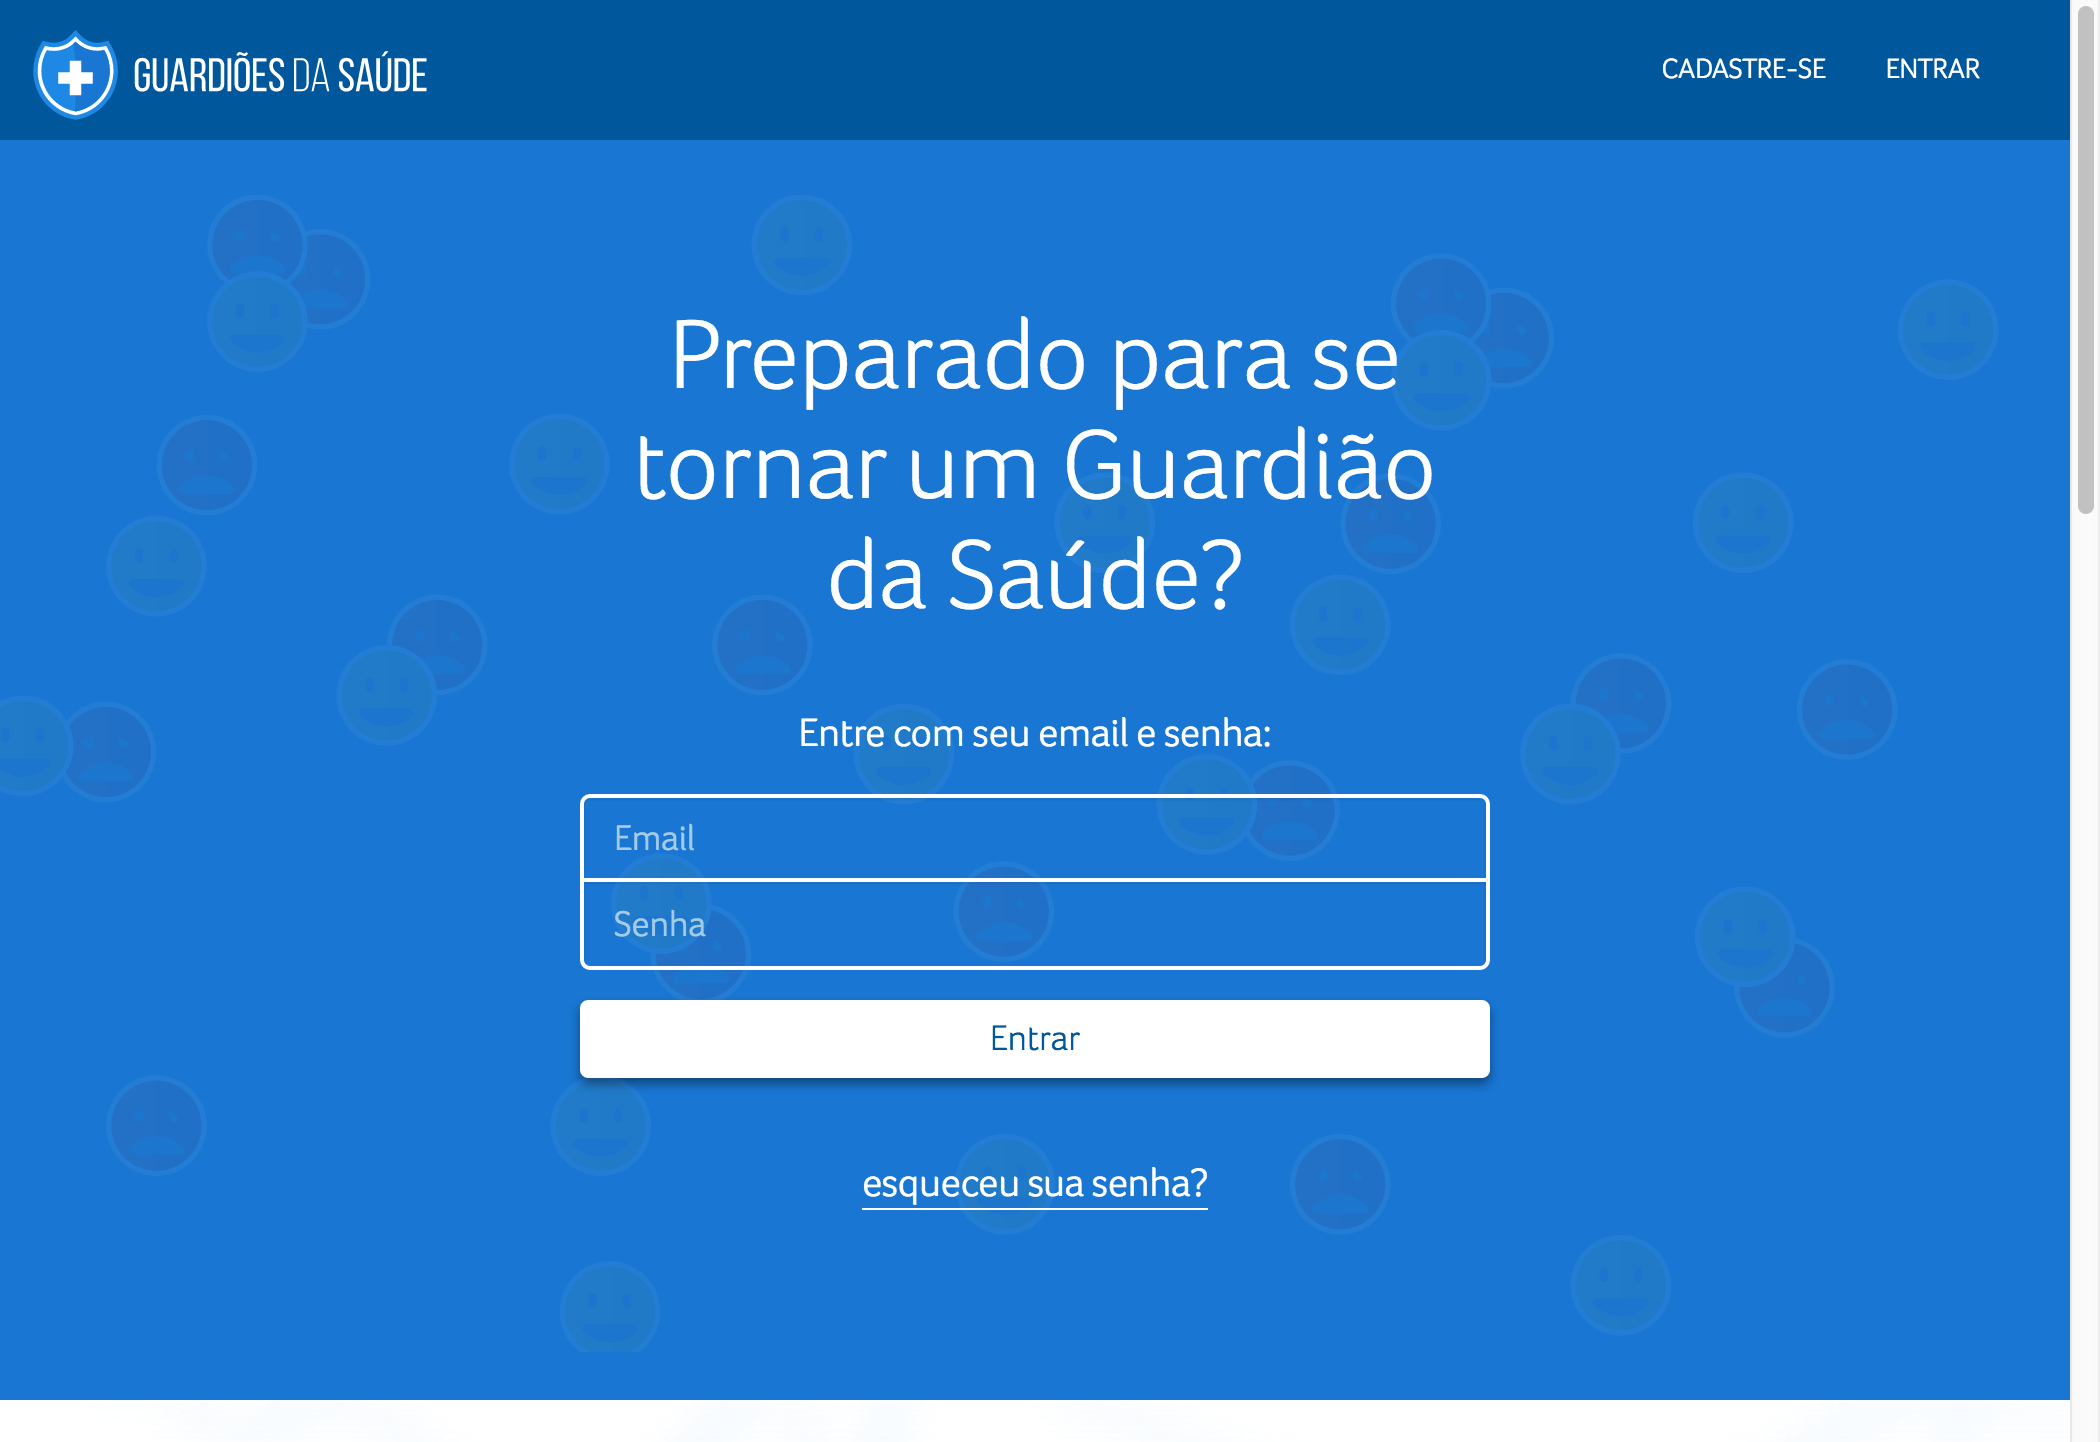 GUARDIÕES DA SAÚDE
CADASTRE-SE
ENTRAR
Preparado para se
tornar um Guardião
da Saúde?
Entre com seu email e senha:
Email
Senha
Entrar
esqueceu sua senha?